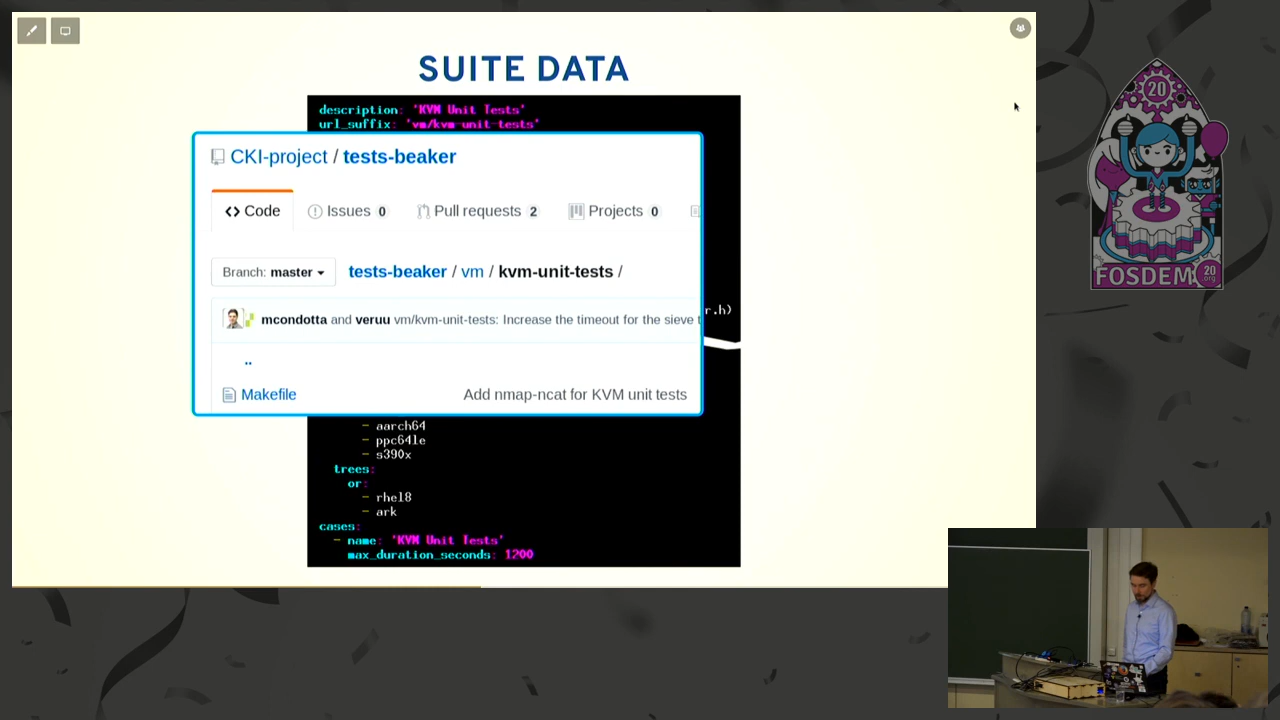 SUITE DATA
description: 'KVM Unit Tests'
url_suffix: 'vm/kvm-unit-tests'
CKI-project / tests-beaker
Code Issues 0 Pull requests 2 Projects 0
Branch: master tests-beaker / vm / kvm-unit-tests /
r.h)
mcondotta and veruu vm/kvm-unit-tests: Increase the timeout for the sieve t
..
Makefile Add nmap-ncat for KVM unit tests
- aarch64
- ppc64le
- s390x
trees:
or:
- rhel8
- ark
cases:
- name: 'KVM Unit Tests'
max_duration_seconds: 1200
20
FOSDEM 20
.org